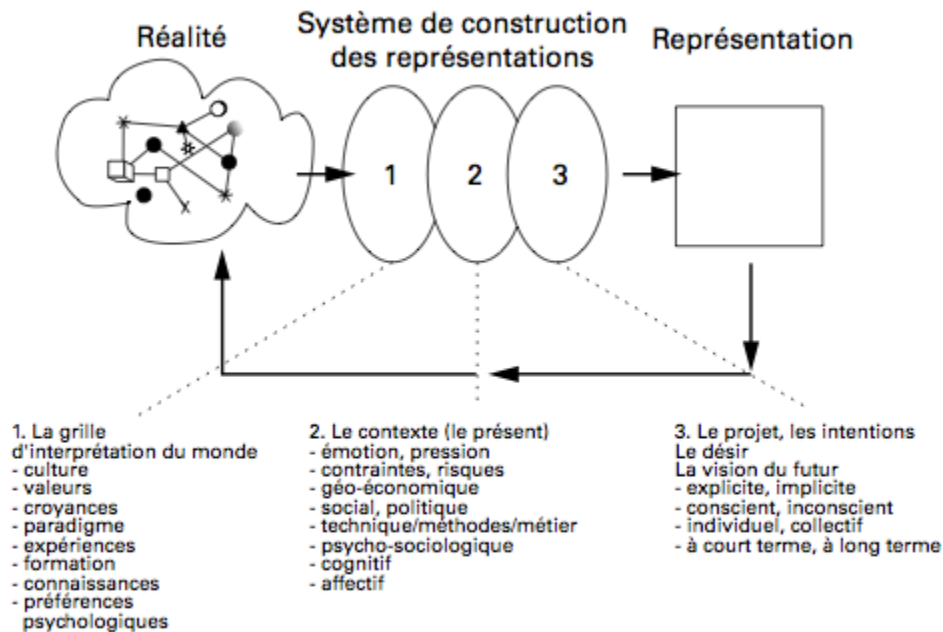 Réalité
Système de construction
des représentations
Représentation
1
2
3
1. La grille
d'interprétation du monde
- culture
- valeurs
- croyances
- paradigme
- expériences
- formation
- connaissances
- préférences
psychologiques
2. Le contexte (le présent)
- émotion, pression
- contraintes, risques
- géo-économique
- social, politique
- technique/méthodes/métier
- psycho-sociologique
- cognitif
- affectif
3. Le projet, les intentions
Le désir
La vision du futur
- explicite, implicite
- conscient, inconscient
- individuel, collectif
- à court terme, à long terme